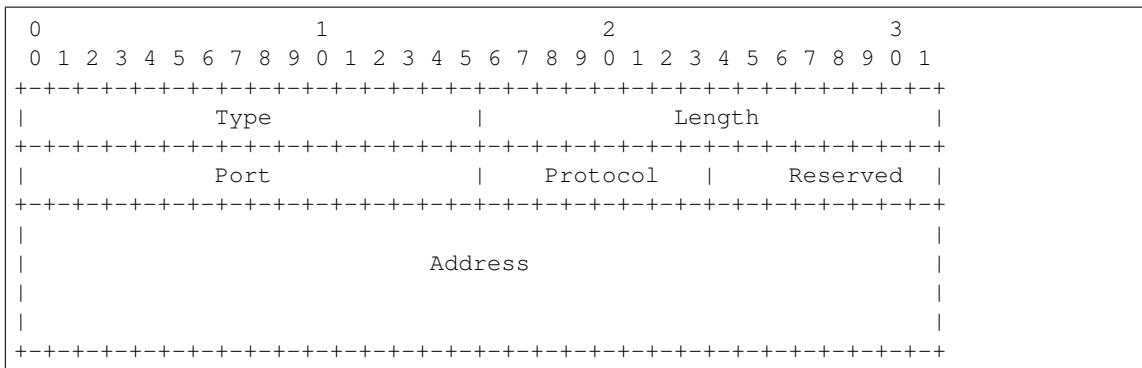 0                   1                   2                   3
 0 1 2 3 4 5 6 7 8 9 0 1 2 3 4 5 6 7 8 9 0 1 2 3 4 5 6 7 8 9 0 1
+-+-+-+-+-+-+-+-+-+-+-+-+-+-+-+-+-+-+-+-+-+-+-+-+-+-+-+-+-+-+-+-+
|             Type              |             Length            |
+-+-+-+-+-+-+-+-+-+-+-+-+-+-+-+-+-+-+-+-+-+-+-+-+-+-+-+-+-+-+-+-+
|             Port              |    Protocol   |     Reserved  |
+-+-+-+-+-+-+-+-+-+-+-+-+-+-+-+-+-+-+-+-+-+-+-+-+-+-+-+-+-+-+-+-+
|                                                               |
|                            Address                            |
|                                                               |
|                                                               |
+-+-+-+-+-+-+-+-+-+-+-+-+-+-+-+-+-+-+-+-+-+-+-+-+-+-+-+-+-+-+-+-+